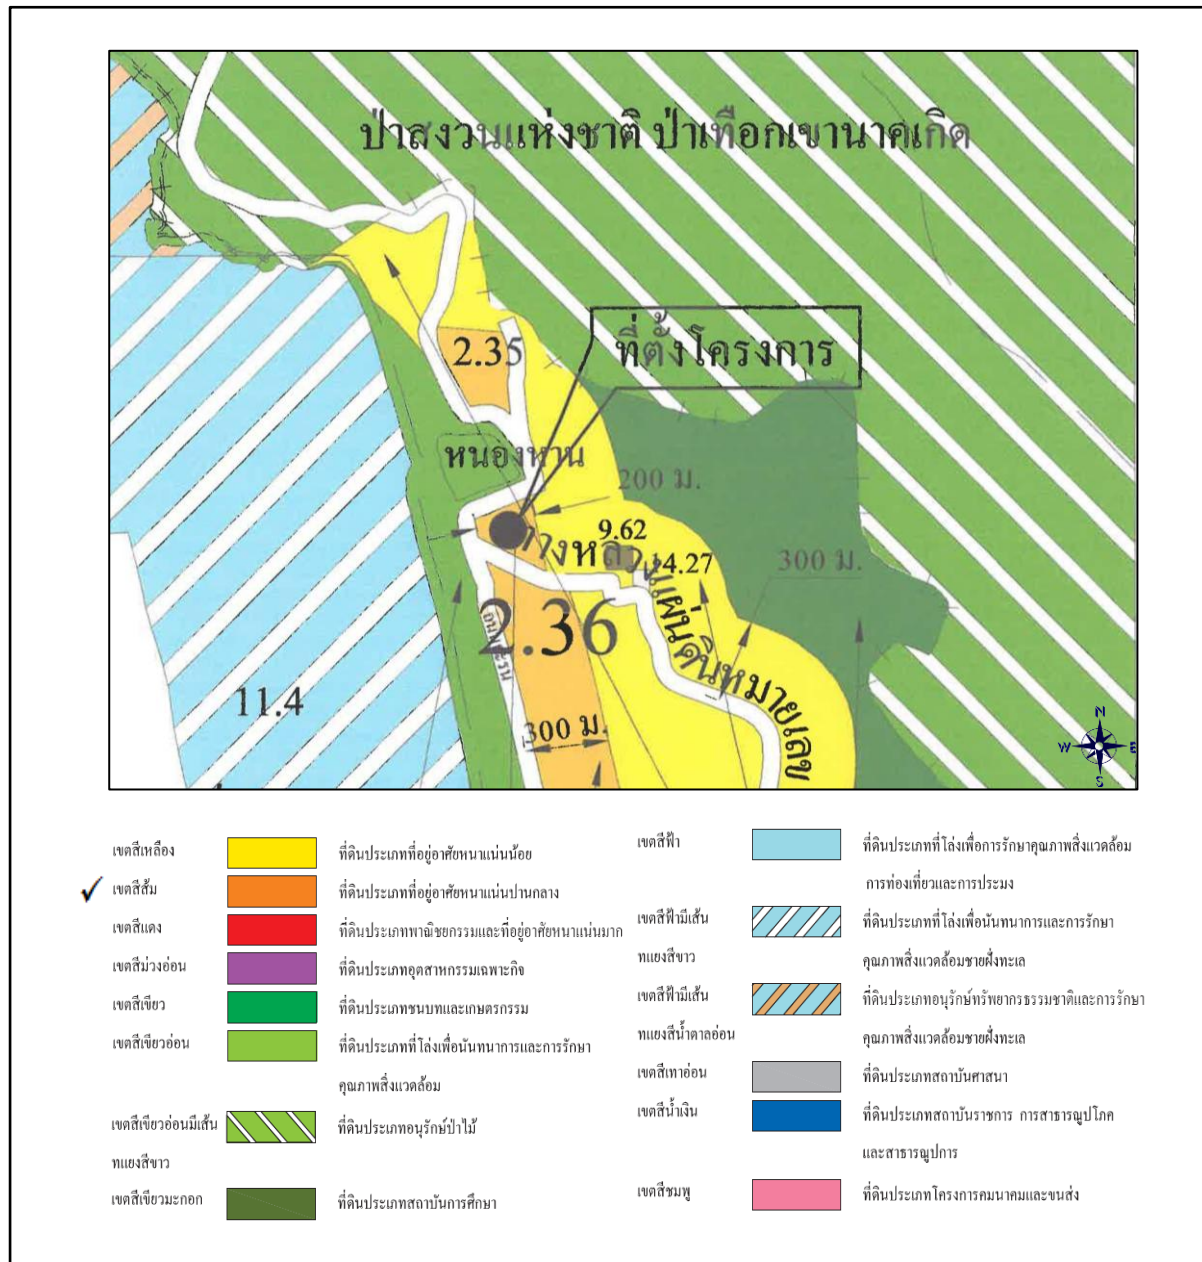 ป่าสงวนแห่งชาติ ป่าเทือกเขานาคเกิด
ที่ตั้งโครงการ
2.35
หนองหาน
200 ม.
9.62
14.27
300 ม.
ทางหลวงแผ่นดินหมายเลข
2.36
11.4
300 ม.
N
W E
S
เขตสีเหลือง
ที่ดินประเภทที่อยู่อาศัยหนาแน่นน้อย
✓ เขตสีส้ม
ที่ดินประเภทที่อยู่อาศัยหนาแน่นปานกลาง
เขตสีแดง
ที่ดินประเภทพาณิชยกรรมและที่อยู่อาศัยหนาแน่นมาก
เขตสีม่วงอ่อน
ที่ดินประเภทอุตสาหกรรมเฉพาะกิจ
เขตสีเขียว
ที่ดินประเภทชนบทและเกษตรกรรม
เขตสีเขียวอ่อน
ที่ดินประเภทที่โล่งเพื่อนันทนาการและการรักษา
คุณภาพสิ่งแวดล้อม
เขตสีเขียวอ่อนมีเส้น
ทแยงสีขาว
ที่ดินประเภทอนุรักษ์ป่าไม้
เขตสีเขียวมะกอก
ที่ดินประเภทสถาบันการศึกษา
เขตสีฟ้า
ที่ดินประเภทที่โล่งเพื่อการรักษาคุณภาพสิ่งแวดล้อม
การท่องเที่ยวและการประมง
เขตสีฟ้ามีเส้น
ทแยงสีขาว
ที่ดินประเภทที่โล่งเพื่อนันทนาการและการรักษา
คุณภาพสิ่งแวดล้อมชายฝั่งทะเล
เขตสีฟ้ามีเส้น
ทแยงสีน้ำตาลอ่อน
ที่ดินประเภทอนุรักษ์ทรัพยากรธรรมชาติและการรักษา
คุณภาพสิ่งแวดล้อมชายฝั่งทะเล
เขตสีเทาอ่อน
ที่ดินประเภทสถาบันศาสนา
เขตสีน้ำเงิน
ที่ดินประเภทสถาบันราชการ การสาธารณูปโภค
และสาธารณูปการ
เขตสีชมพู
ที่ดินประเภทโครงการคมนาคมและขนส่ง